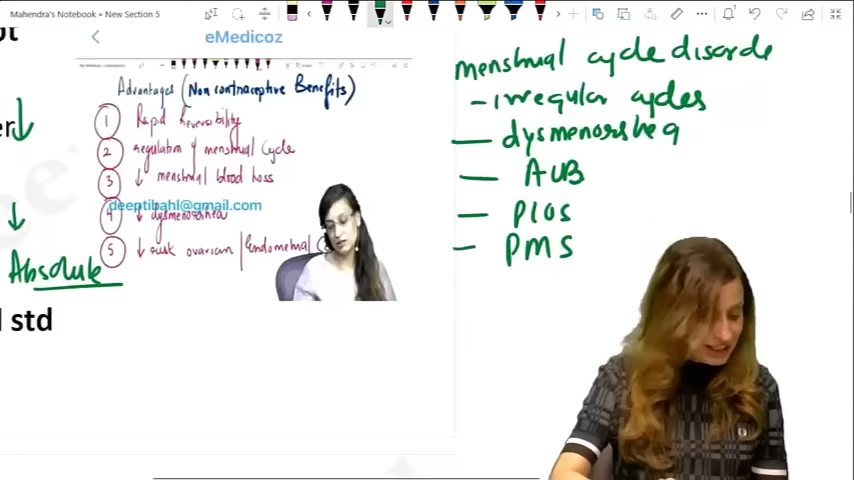 Mahendra's Notebook • New Section 5
eMedicoz
Advantages (Non contraceptive Benefits)
1 Rapid Reversibility
2 regulation of menstrual cycle
3 ↓ menstrual blood loss
deeptibahl@gmail.com
4 ↓ dysmenorrhea
5 ↓ risk ovarian / Endometrial
↓
↓
Absolute
std
menstrual cycle disorde
- irregular cycles
— dysmenorrhea
— AUB
— PCOS
— PMS